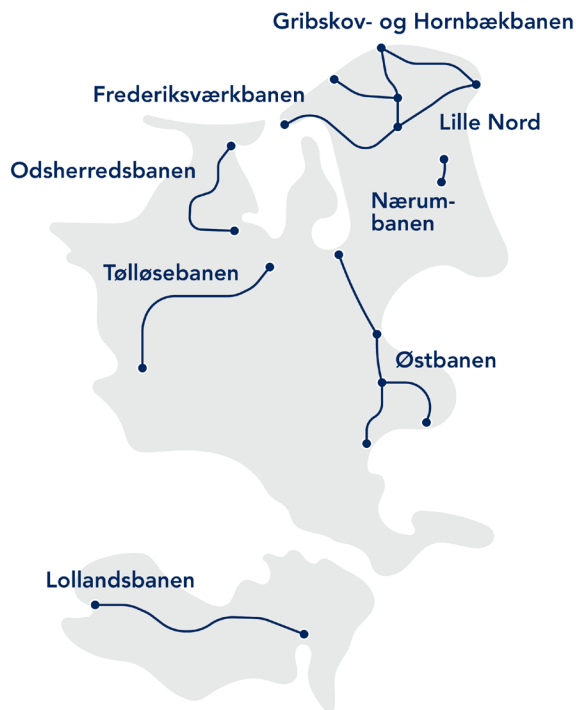 Gribskov- og Hornbækbanen
Frederiksværkbanen
Lille Nord
Odsherredsbanen
Nærum-
banen
Tølløsebanen
Østbanen
Lollandsbanen